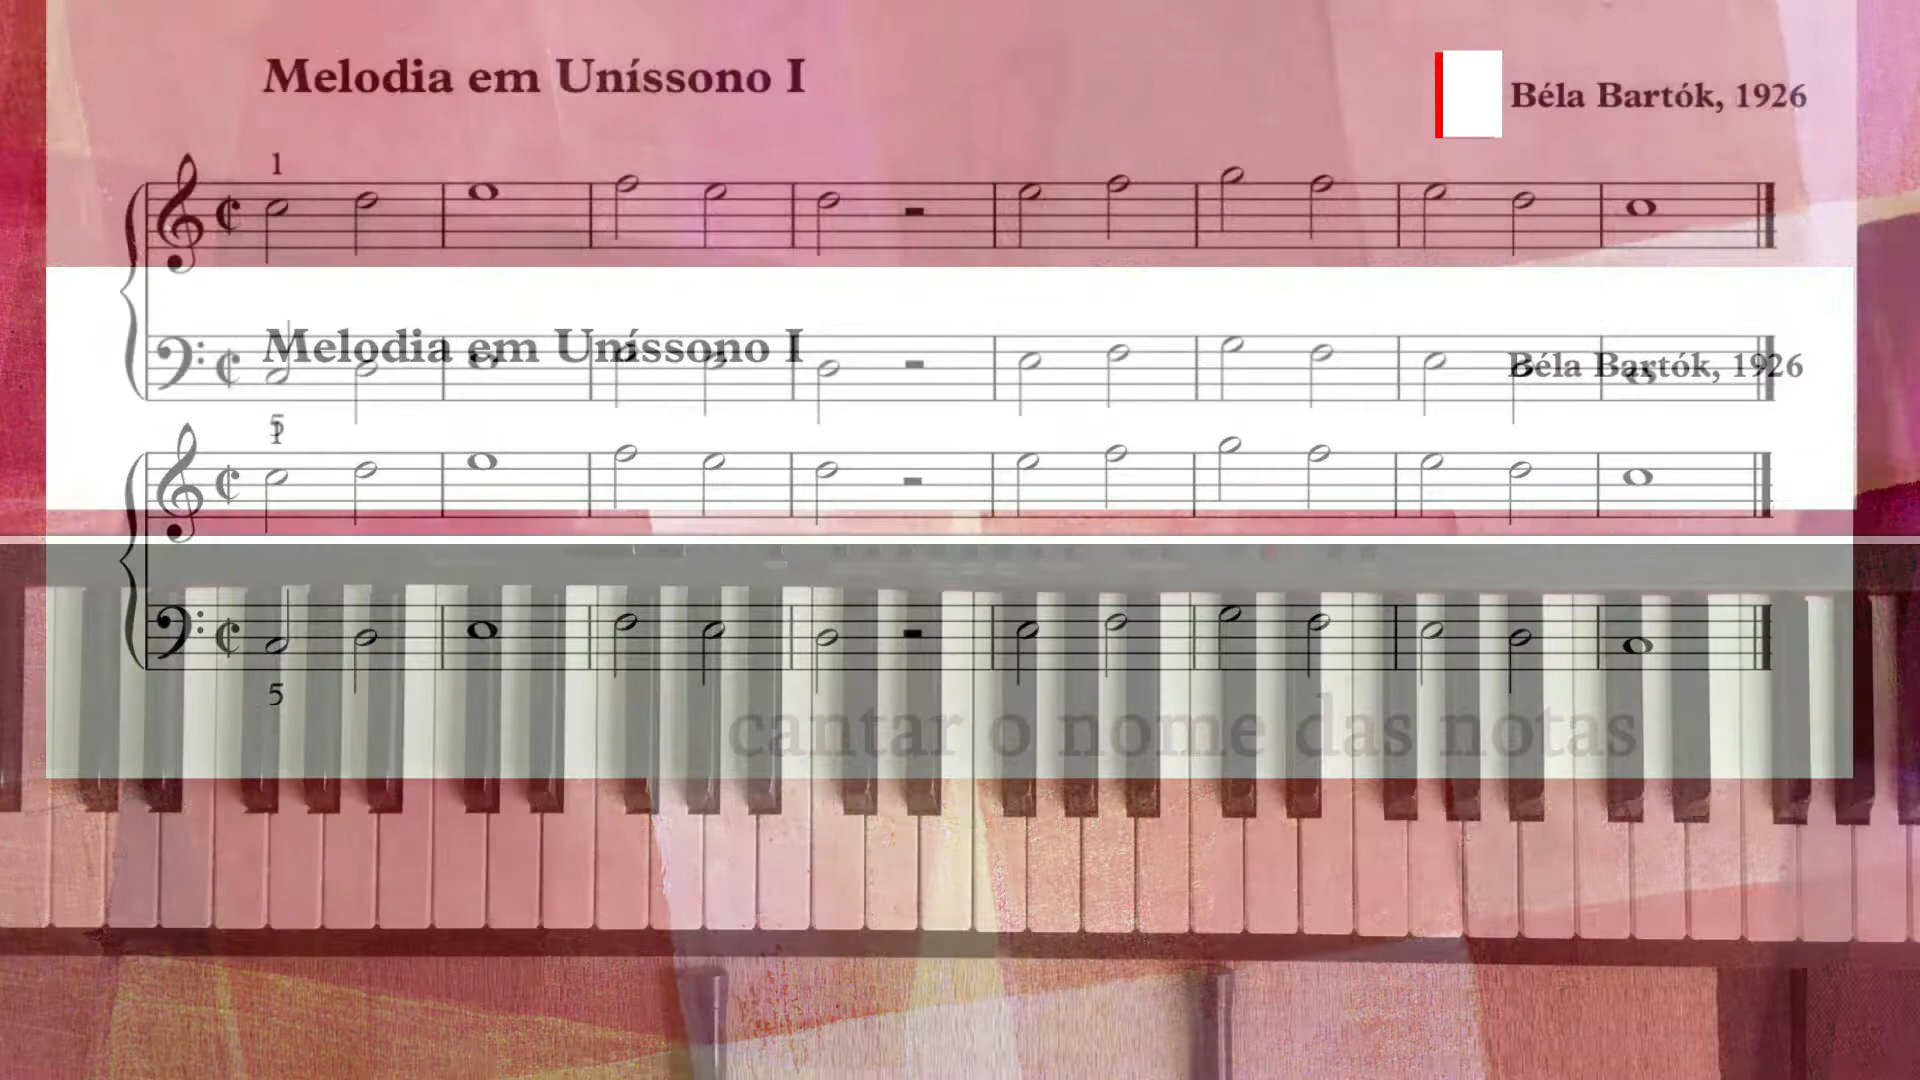 Melodia em Uníssono I
Béla Bartók, 1926
1
Melodia em Uníssono I
Béla Bartók, 1926
5
1
5
cantar o nome das notas